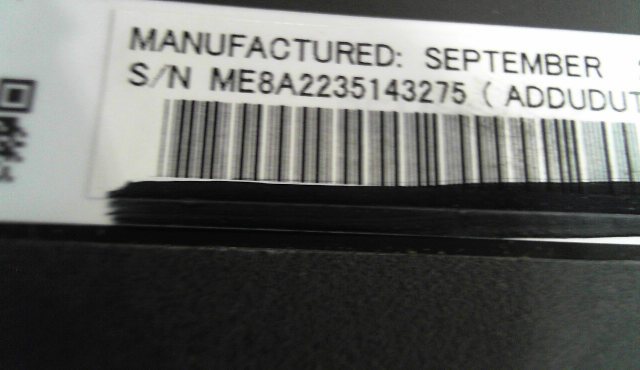 MANUFACTURED: SEPTEMBER
S/N ME8A2235143275 ( ADDUDUT